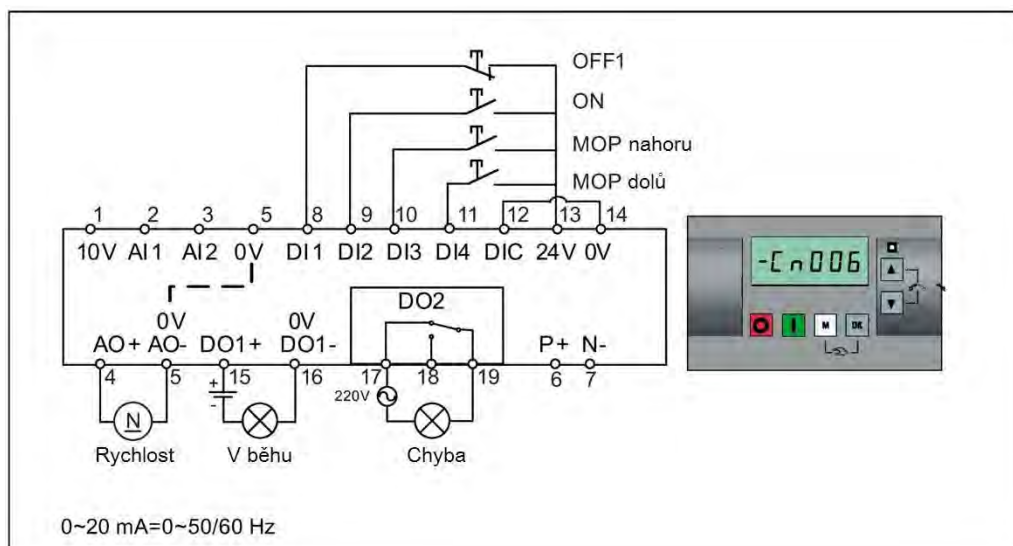 OFF1
ON
MOP nahoru
MOP dolů
1 2 3 5 8 9 10 11 12 13 14
10V AI1 AI2 0V DI1 DI2 DI3 DI4 DIC 24V 0V
-Cn006
DO2
0V 0V
AO+ AO- DO1+ DO1-
P+ N-
M OK
4 5 15 16 17 18 19 6 7
+
-
220V
N
Rychlost V běhu Chyba
0~20 mA=0~50/60 Hz